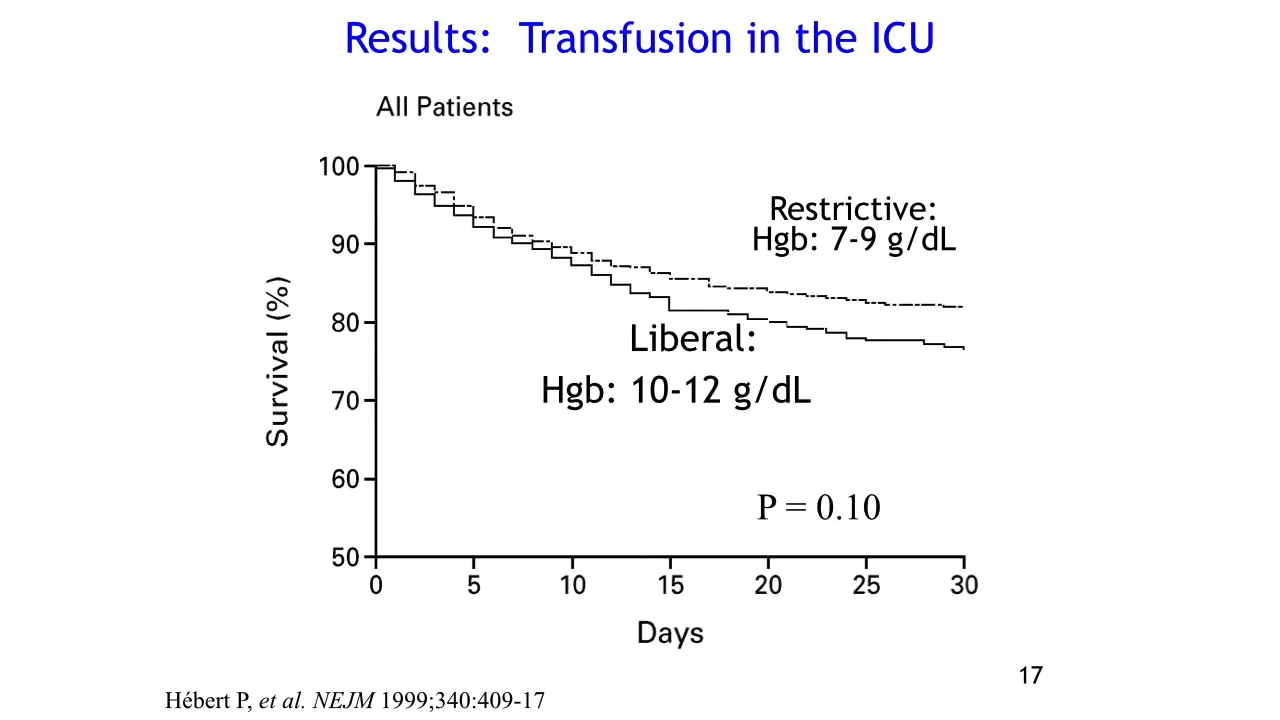 Results: Transfusion in the ICU
All Patients
100
90
80
70
60
50
Survival (%)
Restrictive:
Hgb: 7-9 g/dL
Liberal:
Hgb: 10-12 g/dL
P = 0.10
0 5 10 15 20 25 30
Days
17
Hébert P, et al. NEJM 1999;340:409-17